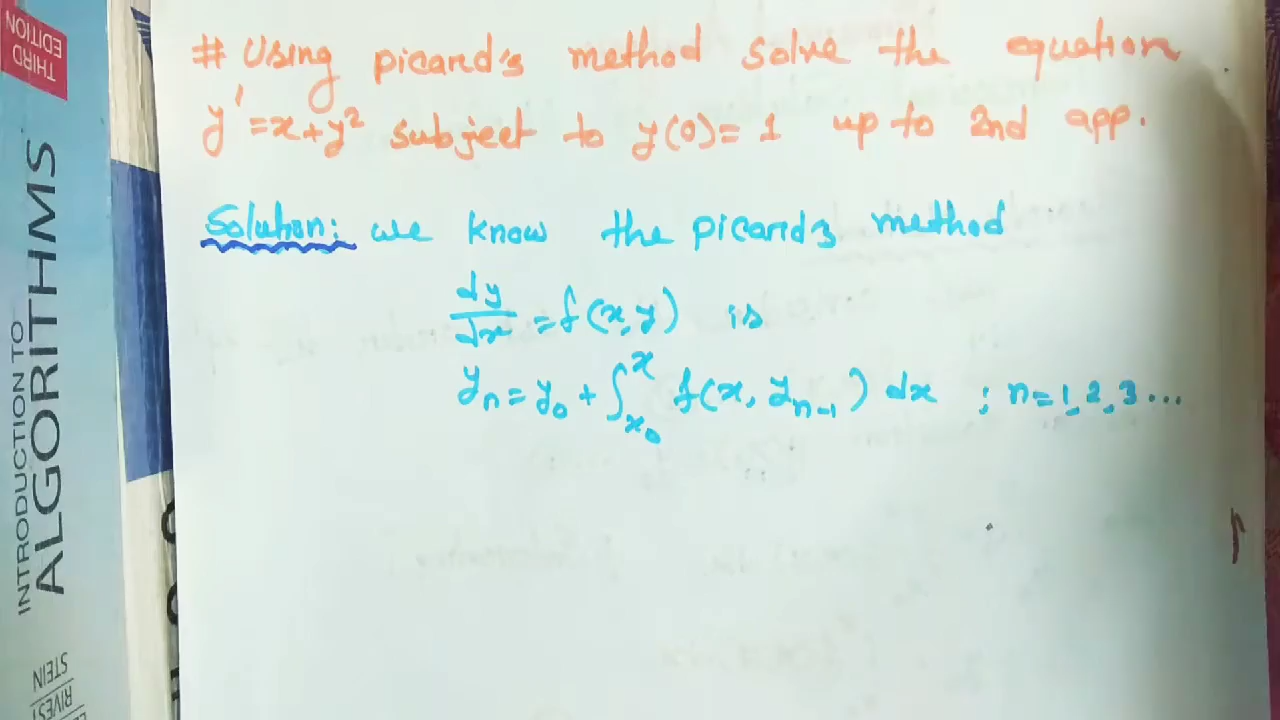 # Using picard's method solve the equation
y' = x+y² subject to y(0)= 1 up to 2nd app.
Solution: we know the picard's method
dy/dx = f(x,y) is
yₙ = y₀ + ∫ₓ₀ˣ f(x, yₙ₋₁) dx ; n=1,2,3...
INTRODUCTION TO
ALGORITHMS
THIRD
EDITION
STEIN
RIVEST